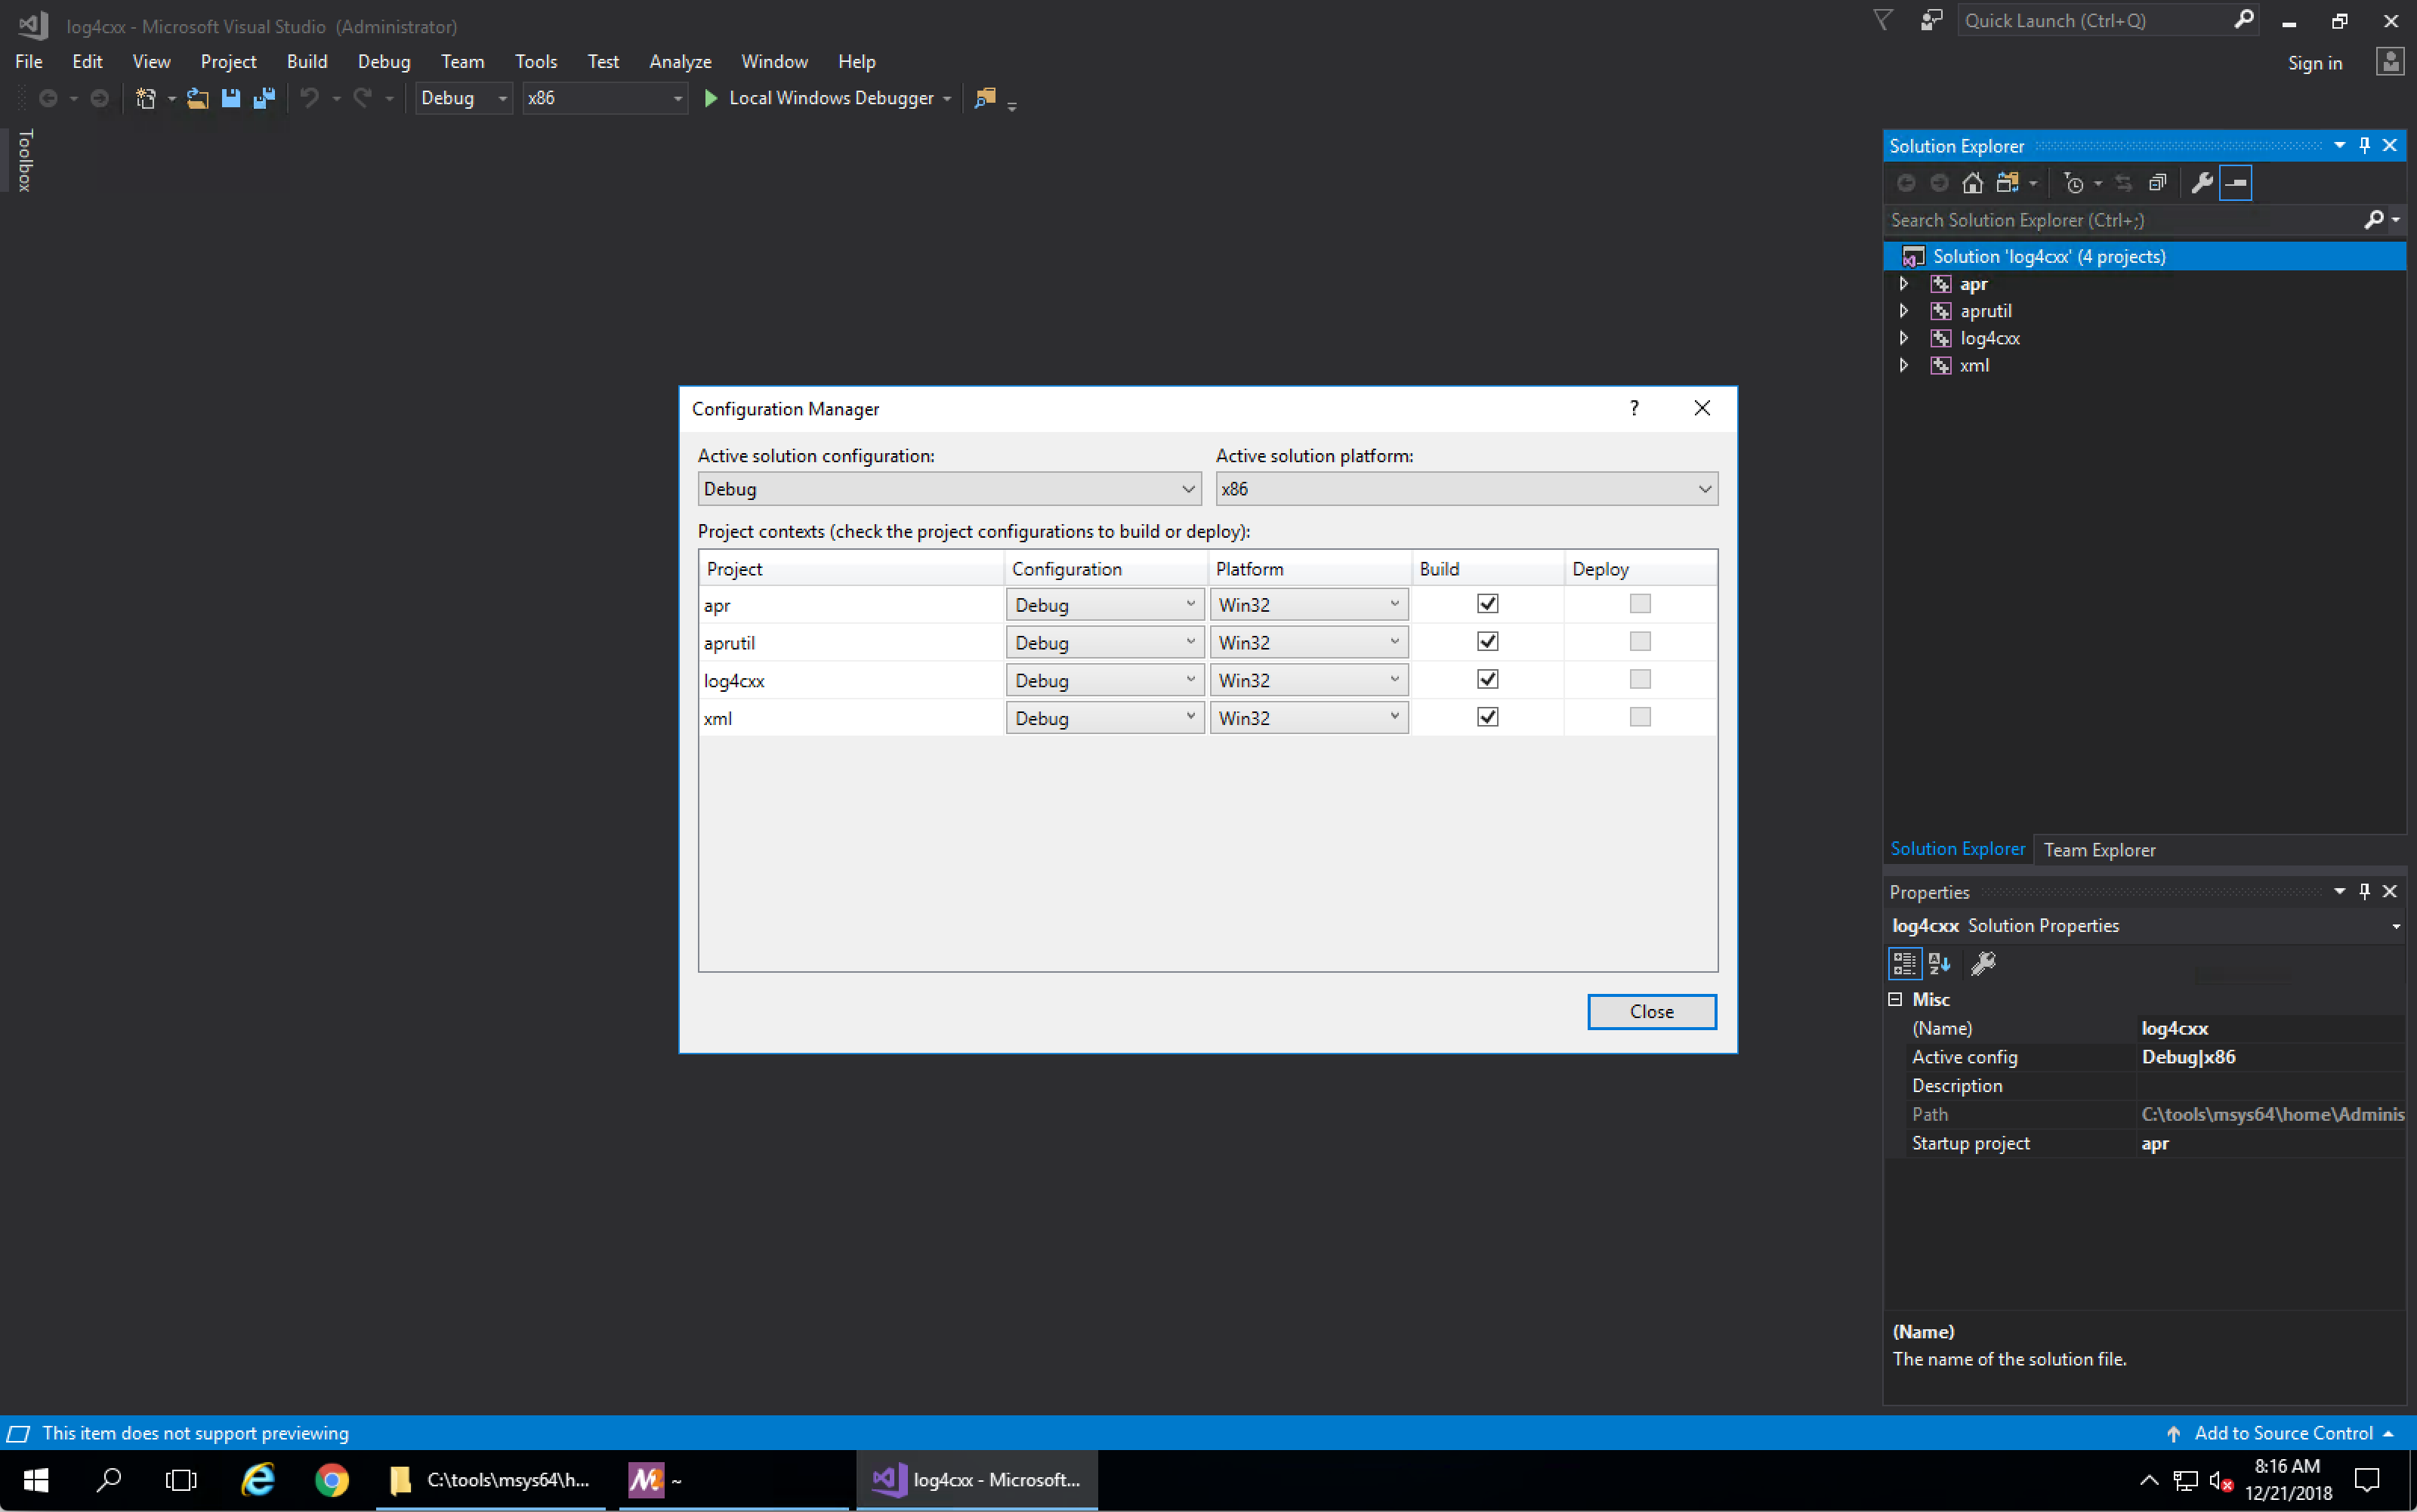 log4cxx - Microsoft Visual Studio (Administrator)
Quick Launch (Ctrl+Q)
File Edit View Project Build Debug Team Tools Test Analyze Window Help
Sign in
Debug x86 Local Windows Debugger
Toolbox
Solution Explorer
Search Solution Explorer (Ctrl+;)
Solution 'log4cxx' (4 projects)
apr
aprutil
log4cxx
xml
Configuration Manager
?
Active solution configuration: Active solution platform:
Debug x86
Project contexts (check the project configurations to build or deploy):
Project Configuration Platform Build Deploy
apr Debug Win32
aprutil Debug Win32
log4cxx Debug Win32
xml Debug Win32
Close
Solution Explorer Team Explorer
Properties
log4cxx Solution Properties
Misc
(Name) log4cxx
Active config Debug|x86
Description
Path C:\tools\msys64\home\Adminis
Startup project apr
(Name)
The name of the solution file.
This item does not support previewing
Add to Source Control
C:\tools\msys64\h...
~
log4cxx - Microsoft...
8:16 AM
12/21/2018